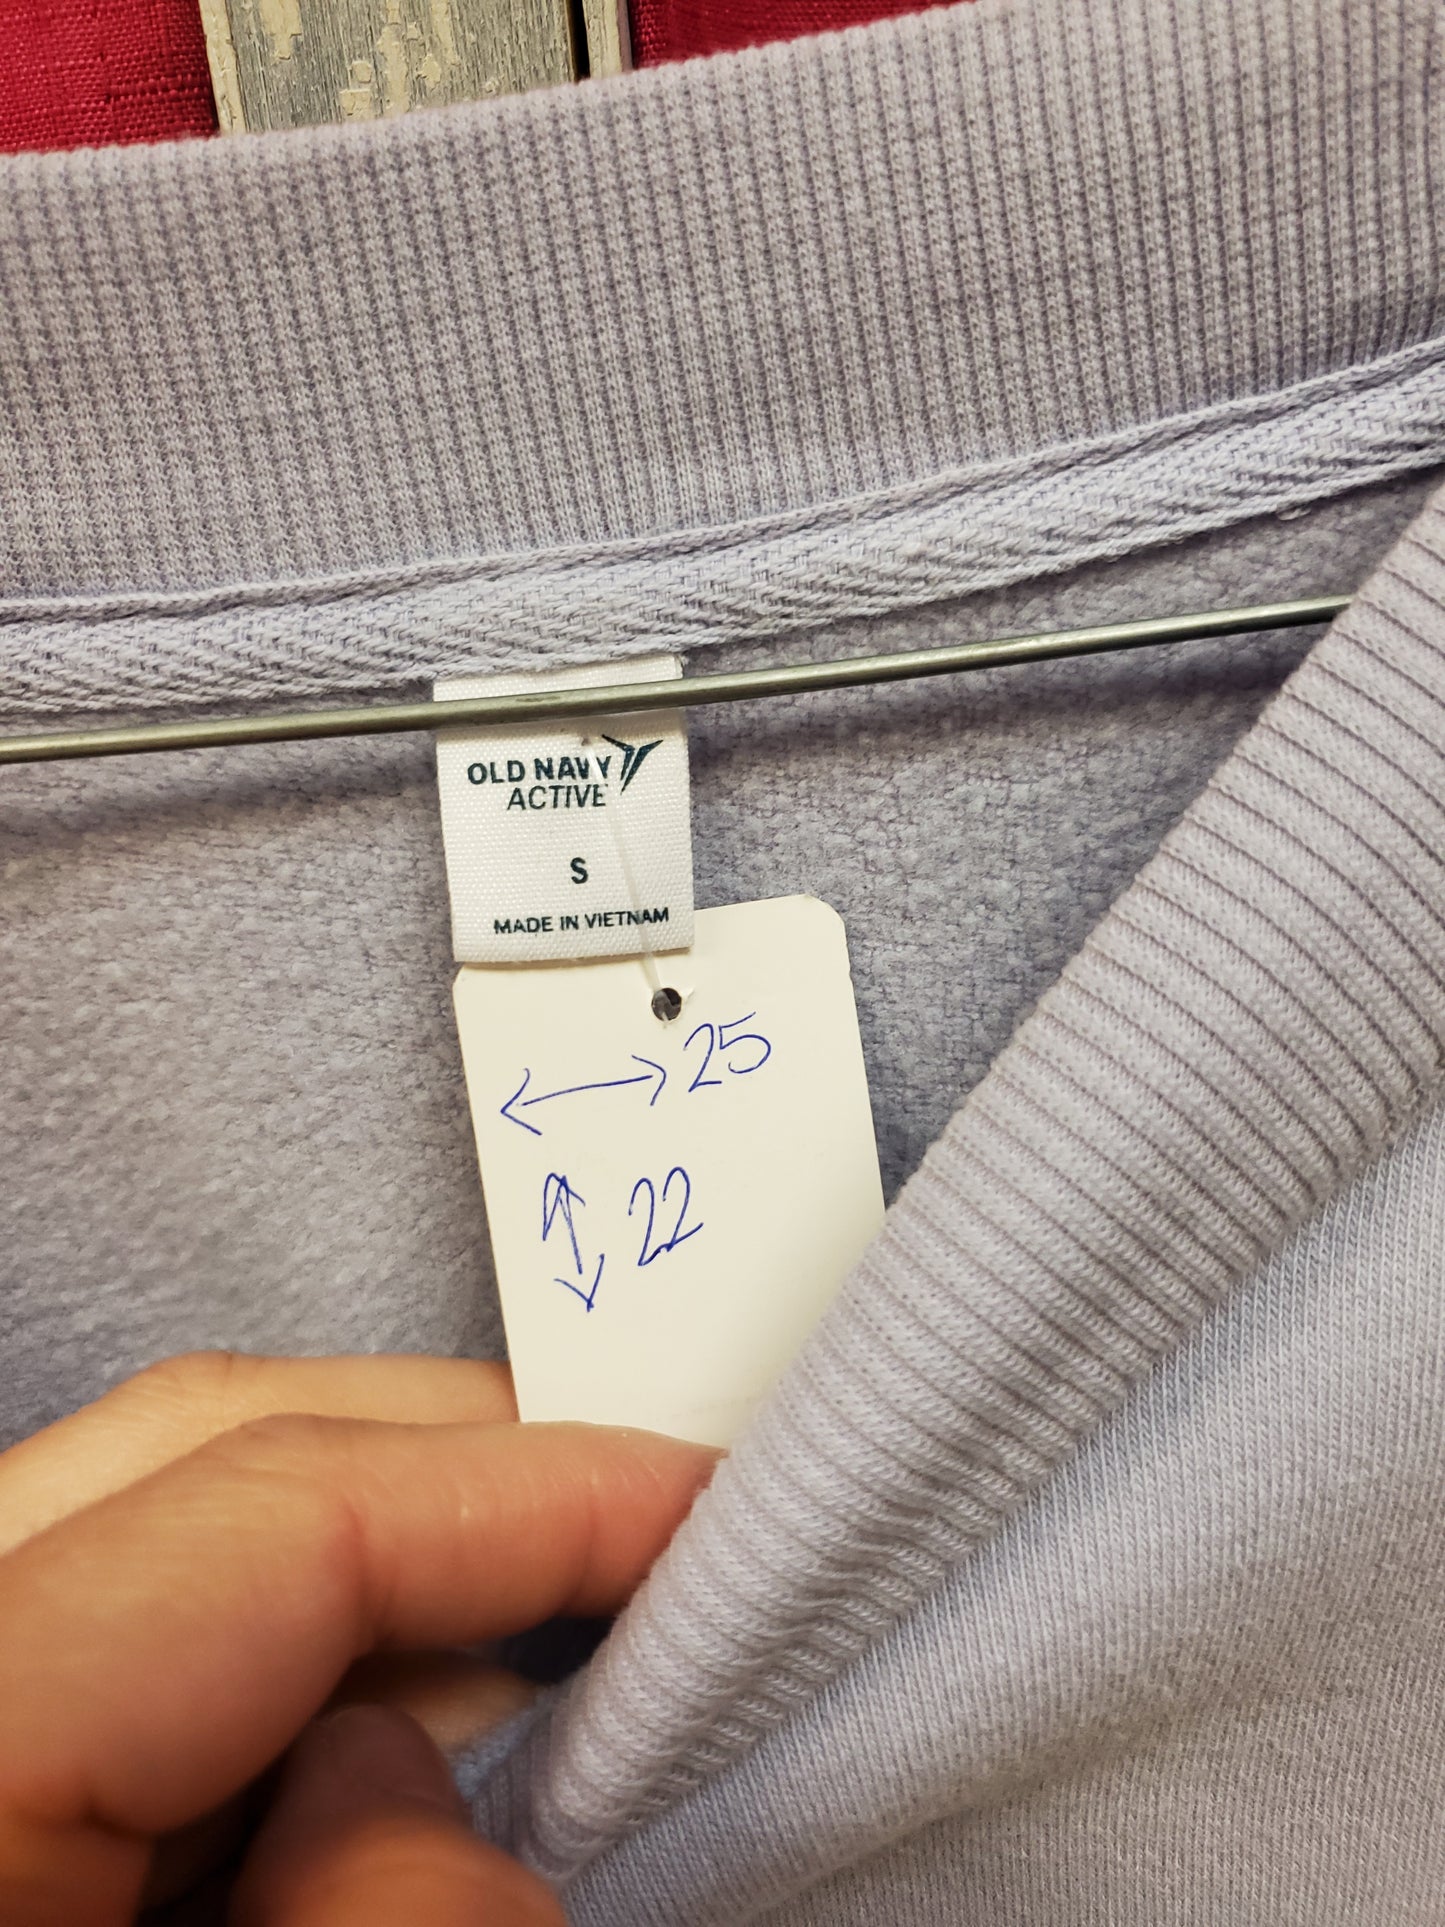 OLD NAVY
ACTIVE
S
MADE IN VIETNAM
25
22